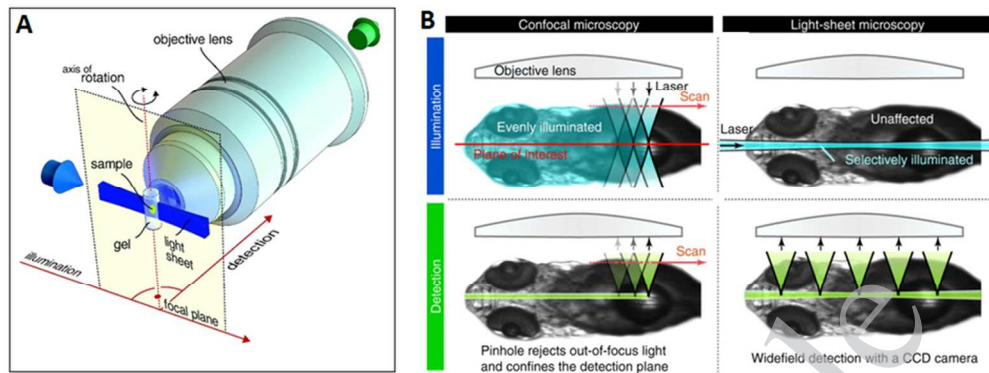 A
objective lens
axis of
rotation
sample
gel
light
sheet
detection
illumination
focal plane
B
Confocal microscopy
Light-sheet microscopy
Illumination
Objective lens
Laser
Scan
Evenly illuminated
Plane of interest
Laser
Unaffected
Selectively illuminated
Detection
Scan
Pinhole rejects out-of-focus light
and confines the detection plane
Widefield detection with a CCD camera